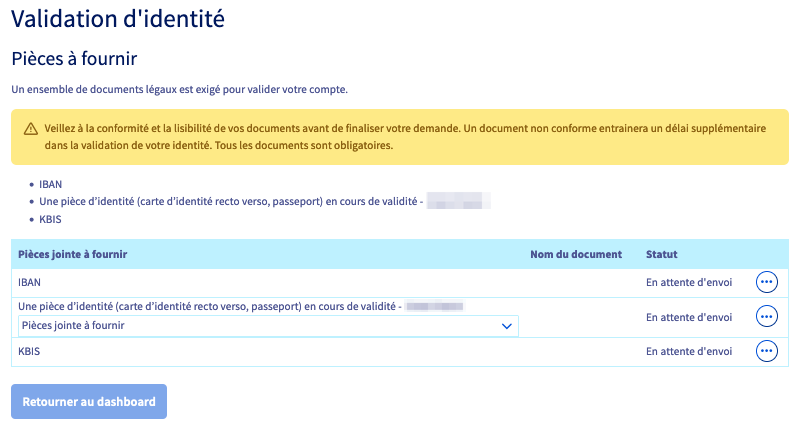 Validation d'identité
Pièces à fournir
Un ensemble de documents légaux est exigé pour valider votre compte.
Veillez à la conformité et la lisibilité de vos documents avant de finaliser votre demande. Un document non conforme entrainera un délai supplémentaire
dans la validation de votre identité. Tous les documents sont obligatoires.
• IBAN
• Une pièce d'identité (carte d'identité recto verso, passeport) en cours de validité -
• KBIS
Pièces jointe à fournir Nom du document Statut
IBAN En attente d'envoi
Une pièce d'identité (carte d'identité recto verso, passeport) en cours de validité -
Pièces jointe à fournir
En attente d'envoi
KBIS En attente d'envoi
Retourner au dashboard